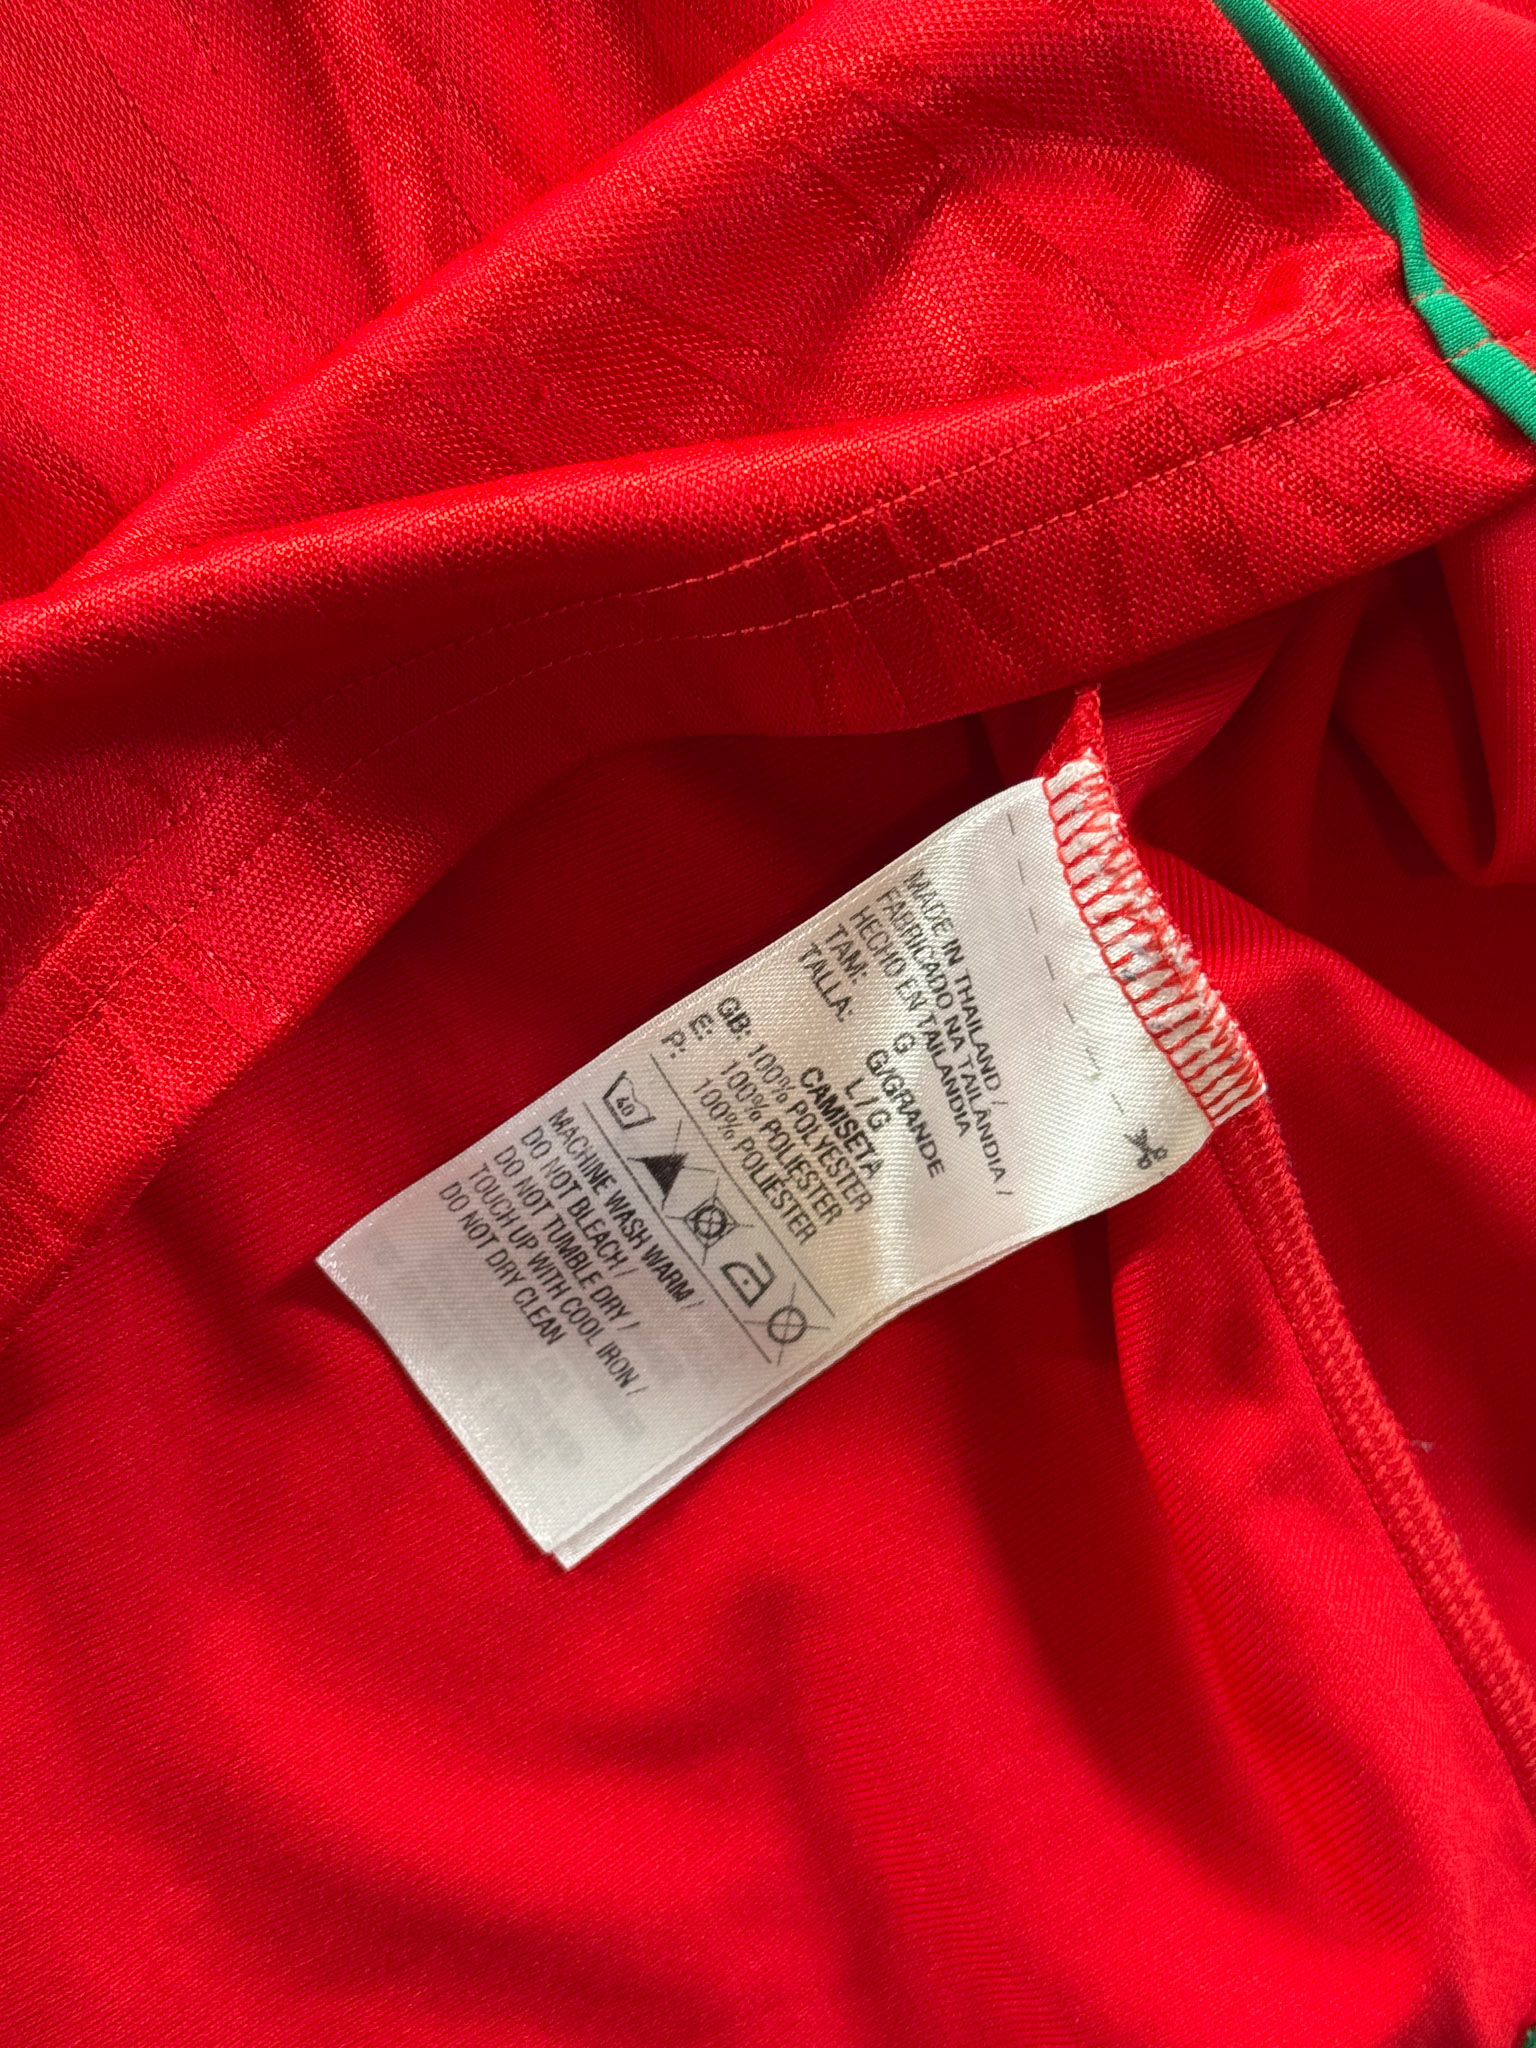 MADE IN THAILAND /
FABRICADO NA TAILÂNDIA /
HECHO EN TAILANDIA
TAM: G G/GRANDE
TALLA: L / G
CAMISETA
GB: 100% POLYESTER
E: 100% POLIÉSTER
P: 100% POLIÉSTER
40
MACHINE WASH WARM /
DO NOT BLEACH /
DO NOT TUMBLE DRY /
TOUCH UP WITH COOL IRON /
DO NOT DRY CLEAN